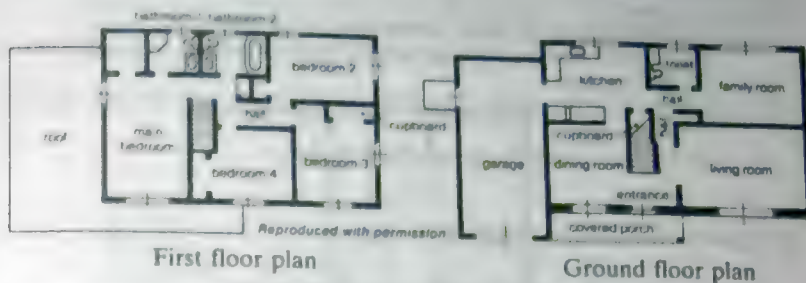 bathroom 1 bathroom 2
bedroom 2
hall
roof
main
bedroom
bedroom 3
bedroom 4
cupboard
Reproduced with permission
First floor plan
kitchen
toilet
family room
hall
cupboard
garage
dining room
living room
entrance
covered porch
Ground floor plan